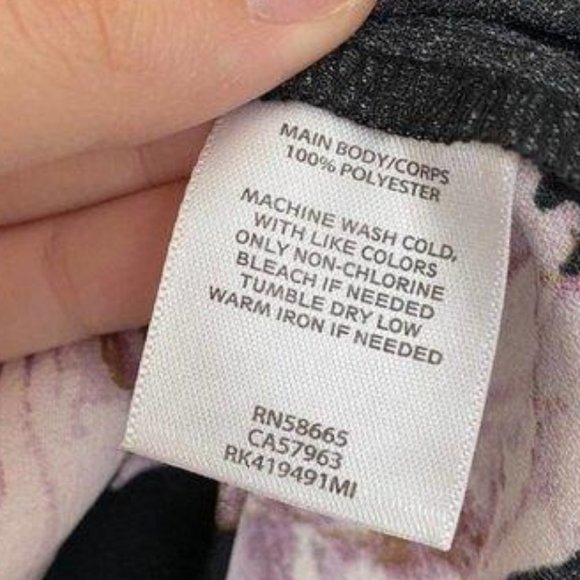 MAIN BODY/CORPS
100% POLYESTER
MACHINE WASH COLD,
WITH LIKE COLORS
ONLY NON-CHLORINE
BLEACH IF NEEDED
TUMBLE DRY LOW
WARM IRON IF NEEDED
RN58665
CA57963
RK419491MI